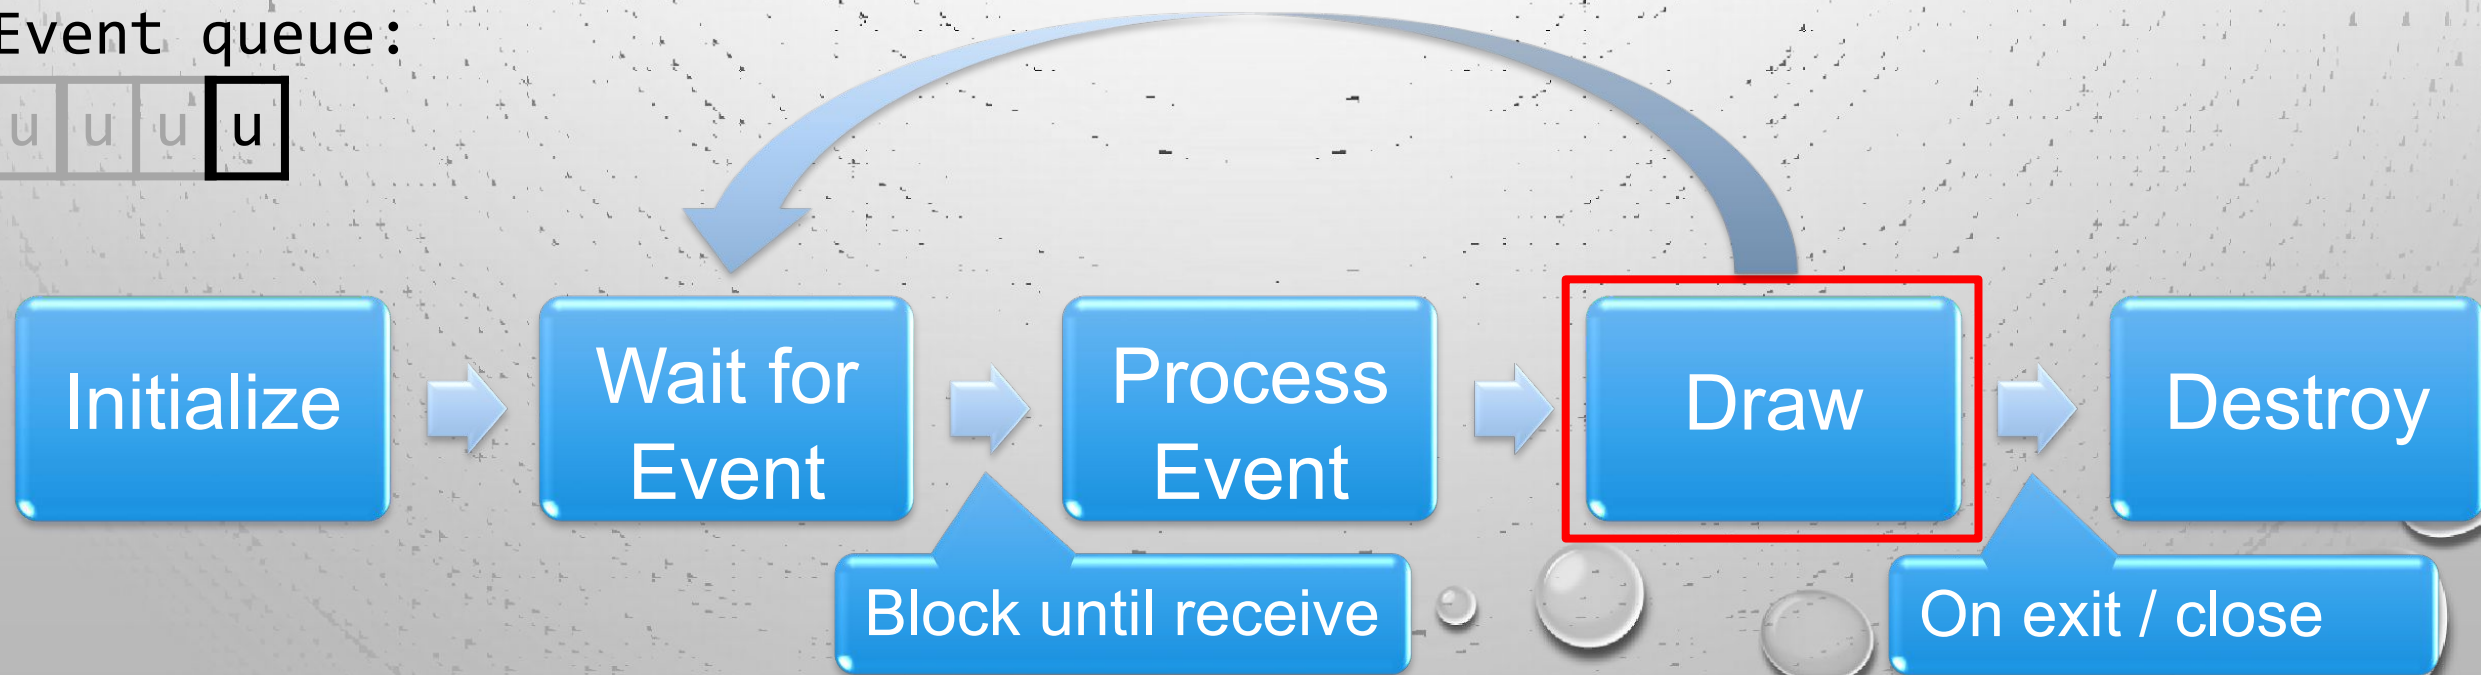 Event queue:
u u u u
Initialize
Wait for
Event
Process
Event
Draw
Destroy
Block until receive
On exit / close